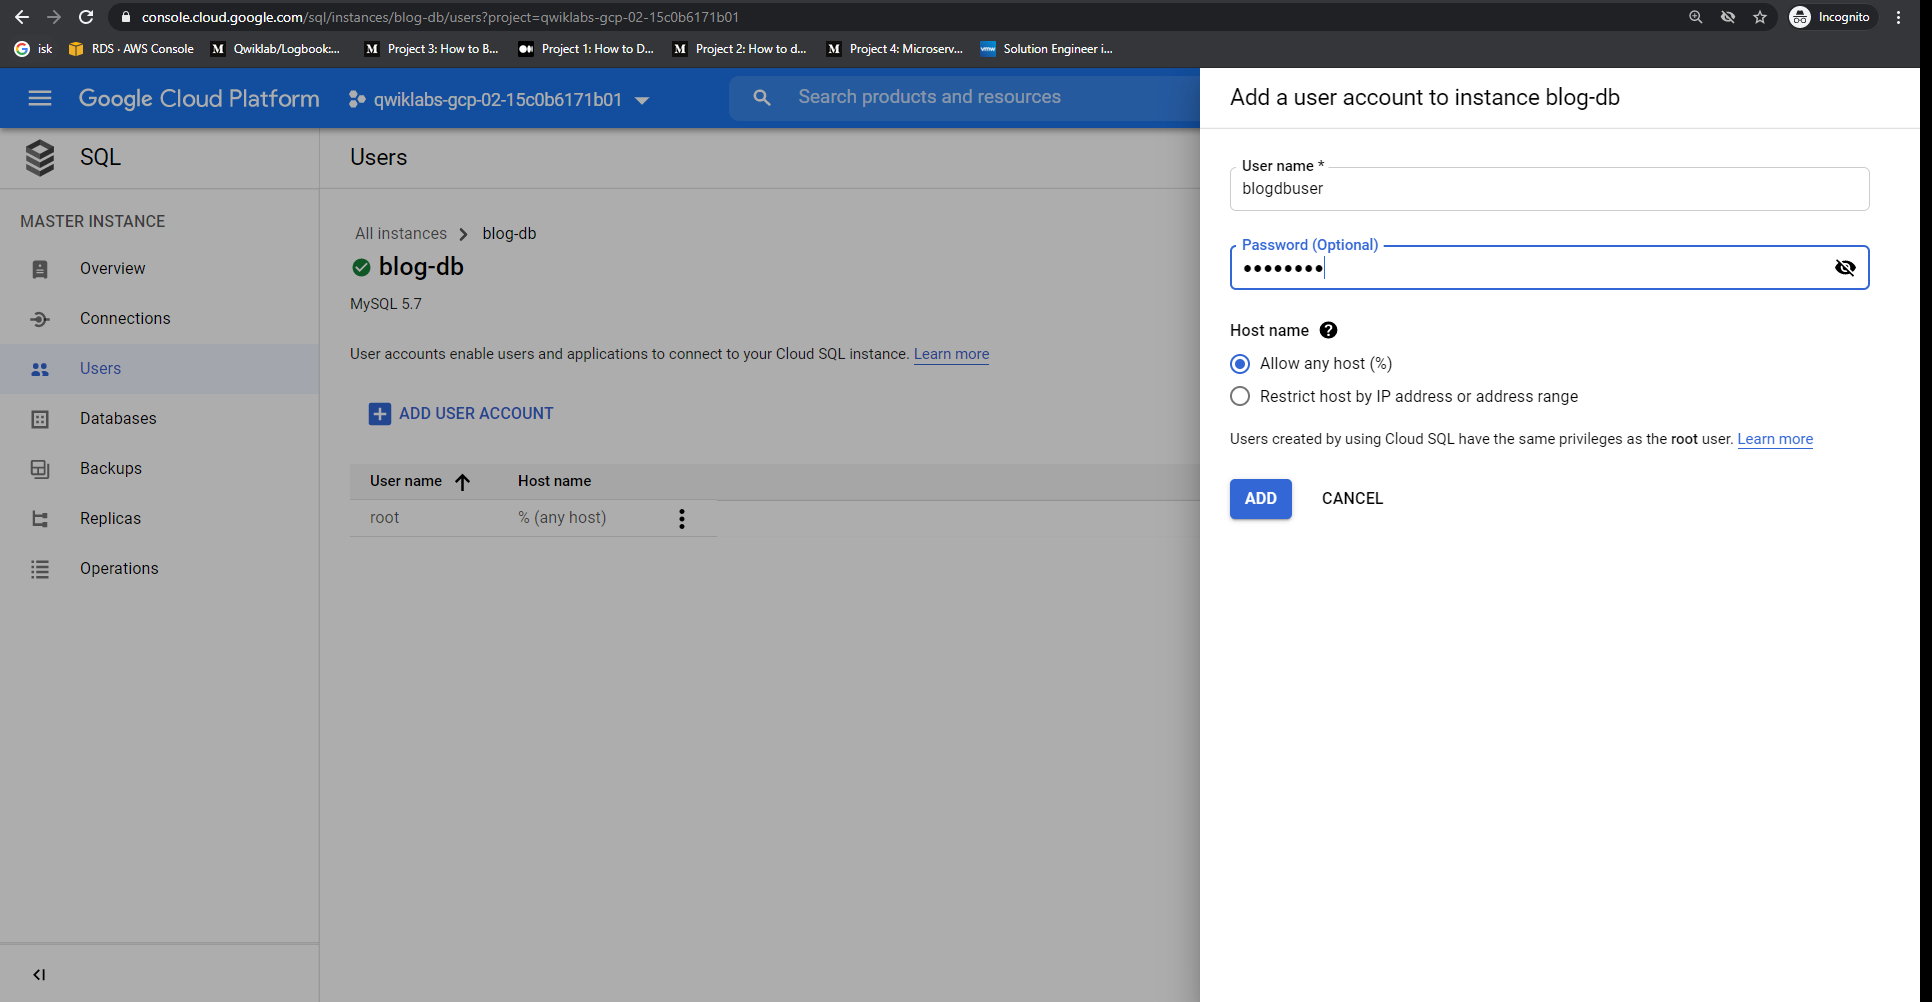 console.cloud.google.com/sql/instances/blog-db/users?project=qwiklabs-gcp-02-15c0b6171b01
Incognito
isk
RDS · AWS Console
Qwiklab/Logbook:...
Project 3: How to B...
Project 1: How to D...
Project 2: How to d...
Project 4: Microserv...
vmw
Solution Engineer i...
Google Cloud Platform
qwiklabs-gcp-02-15c0b6171b01
Search products and resources
SQL
MASTER INSTANCE
Overview
Connections
Users
Databases
Backups
Replicas
Operations
Users
All instances
blog-db
blog-db
MySQL 5.7
User accounts enable users and applications to connect to your Cloud SQL instance. Learn more
ADD USER ACCOUNT
User name
Host name
root
% (any host)
Add a user account to instance blog-db
User name *
blogdbuser
Password (Optional)
••••••••
Host name
Allow any host (%)
Restrict host by IP address or address range
Users created by using Cloud SQL have the same privileges as the root user. Learn more
ADD
CANCEL